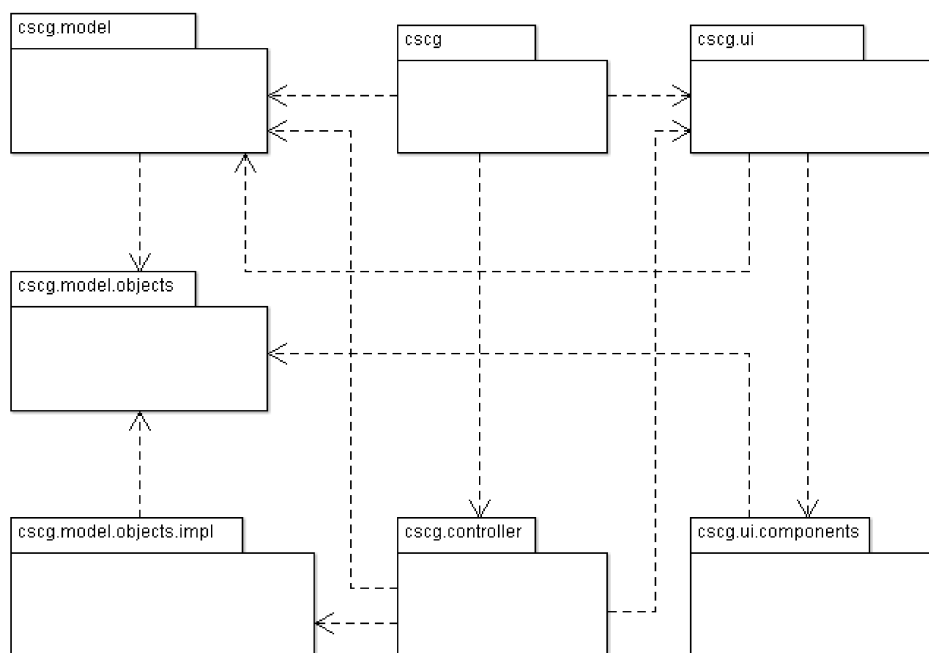 cscg.model
cscg
cscg.ui
cscg.model.objects
cscg.model.objects.impl
cscg.controller
cscg.ui.components